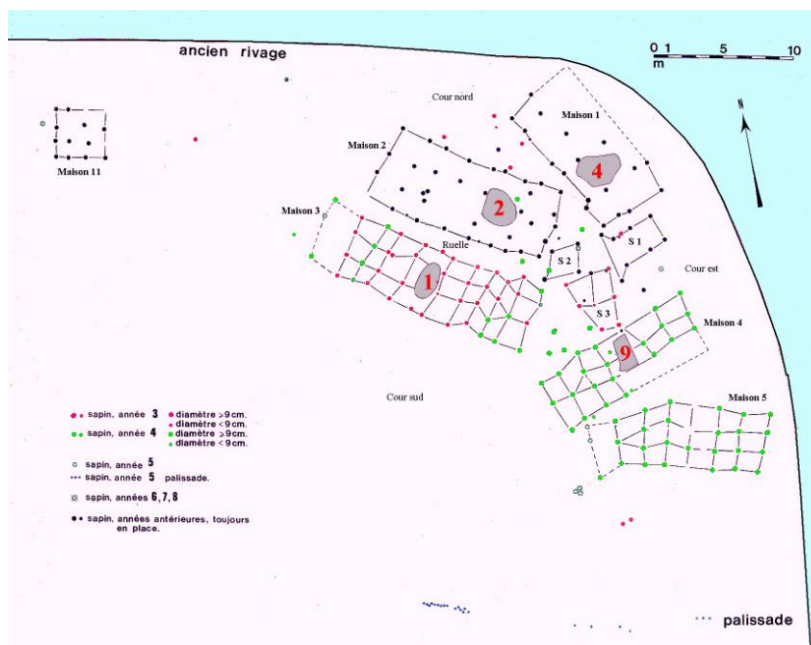 ancien rivage
0 1 5 10
m
N
Cour nord
Maison 1
Maison 11
Maison 2
4
Maison 3
2
Ruelle
S 1
S 2
1
Cour est
S 3
Maison 4
9
Cour sud
Maison 5
sapin, année 3
diamètre >9 cm.
diamètre <9 cm.
sapin, année 4
diamètre ≥9 cm.
diamètre < 9 cm.
sapin, année 5
sapin, année 5 palissade.
sapin, années 6,7,8
sapin, années antérieures, toujours
en place.
palissade